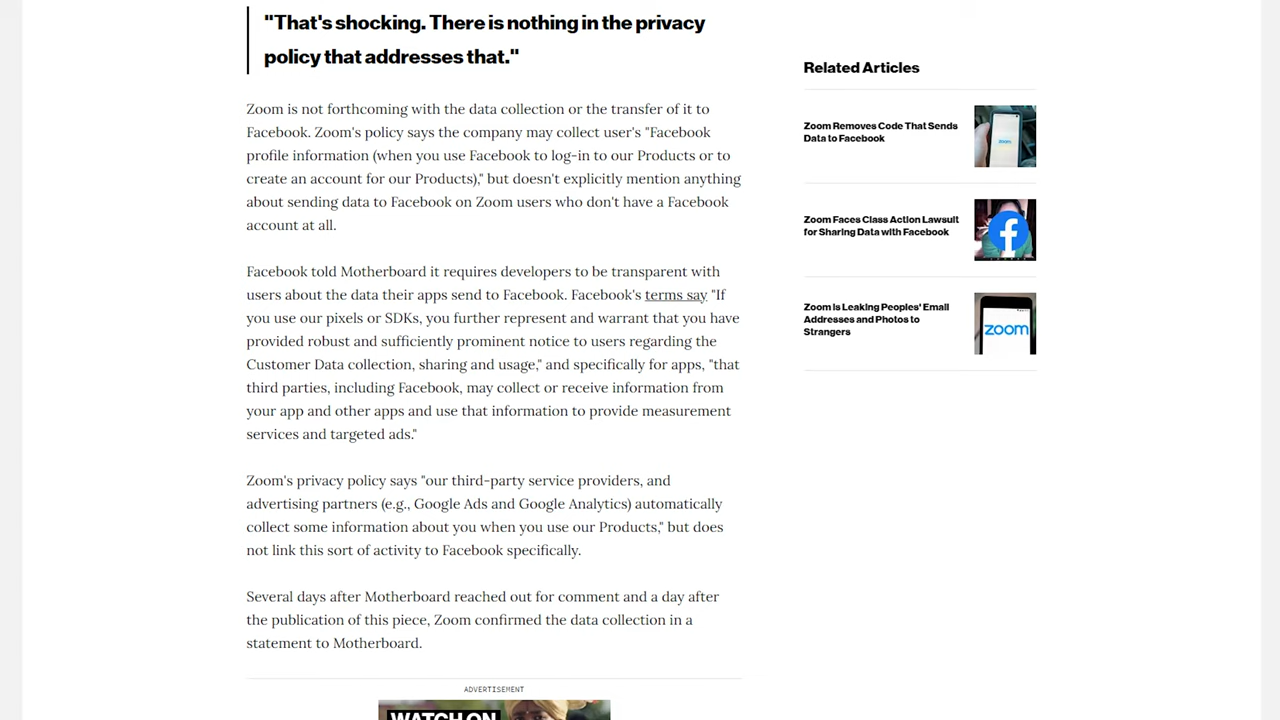 "That's shocking. There is nothing in the privacy
policy that addresses that."
Zoom is not forthcoming with the data collection or the transfer of it to
Facebook. Zoom's policy says the company may collect user's "Facebook
profile information (when you use Facebook to log-in to our Products or to
create an account for our Products)," but doesn't explicitly mention anything
about sending data to Facebook on Zoom users who don't have a Facebook
account at all.
Facebook told Motherboard it requires developers to be transparent with
users about the data their apps send to Facebook. Facebook's terms say "If
you use our pixels or SDKs, you further represent and warrant that you have
provided robust and sufficiently prominent notice to users regarding the
Customer Data collection, sharing and usage," and specifically for apps, "that
third parties, including Facebook, may collect or receive information from
your app and other apps and use that information to provide measurement
services and targeted ads."
Zoom's privacy policy says "our third-party service providers, and
advertising partners (e.g., Google Ads and Google Analytics) automatically
collect some information about you when you use our Products," but does
not link this sort of activity to Facebook specifically.
Several days after Motherboard reached out for comment and a day after
the publication of this piece, Zoom confirmed the data collection in a
statement to Motherboard.
ADVERTISEMENT
WATCH ON
Related Articles
Zoom Removes Code That Sends
Data to Facebook
zoom
Zoom Faces Class Action Lawsuit
for Sharing Data with Facebook
Zoom is Leaking Peoples' Email
Addresses and Photos to
Strangers
zoom